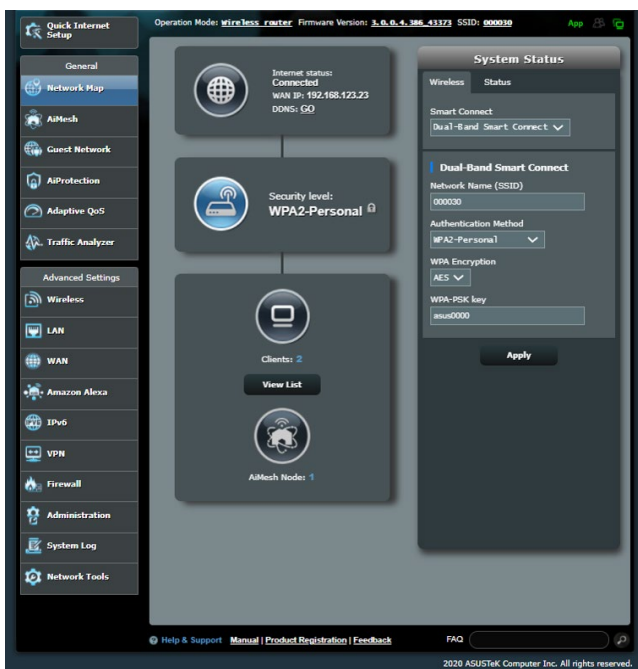 Quick Internet Setup
Operation Mode: Wireless router Firmware Version: 3.0.0.4.386_43373 SSID: 000030 App
General
Network Map
AiMesh
Guest Network
AiProtection
Adaptive QoS
Traffic Analyzer
Advanced Settings
Wireless
LAN
WAN
Amazon Alexa
IPv6
VPN
Firewall
Administration
System Log
Network Tools
Internet status:
Connected
WAN IP: 192.168.123.23
DDNS: GO
Security level:
WPA2-Personal
Clients: 2
View List
AiMesh Node: 1
System Status
Wireless Status
Smart Connect
Dual-Band Smart Connect
Dual-Band Smart Connect
Network Name (SSID)
000030
Authentication Method
WPA2-Personal
WPA Encryption
AES
WPA-PSK key
asus0000
Apply
Help & Support Manual | Product Registration | Feedback FAQ
2020 ASUSTeK Computer Inc. All rights reserved.